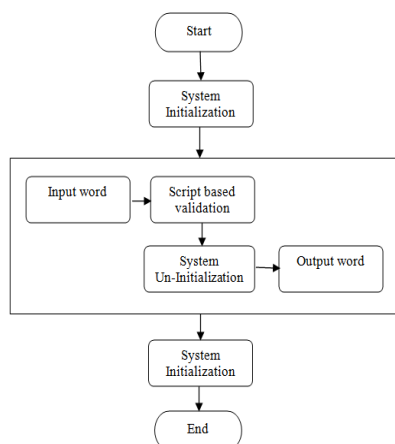 Start
System
Initialization
Input word
Script based
validation
System
Un-Initialization
Output word
System
Initialization
End